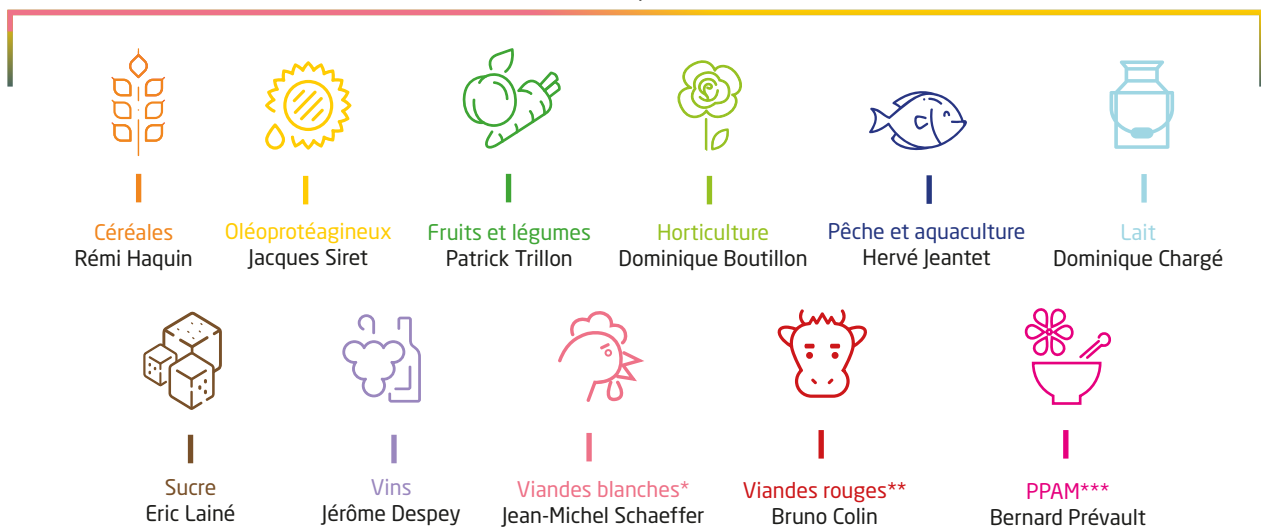 Céréales
Rémi Haquin
Oléoprotéagineux
Jacques Siret
Fruits et légumes
Patrick Trillon
Horticulture
Dominique Boutillon
Pêche et aquaculture
Hervé Jeantet
Lait
Dominique Chargé
Sucre
Eric Lainé
Vins
Jérôme Despey
Viandes blanches*
Jean-Michel Schaeffer
Viandes rouges**
Bruno Colin
PPAM***
Bernard Prévault